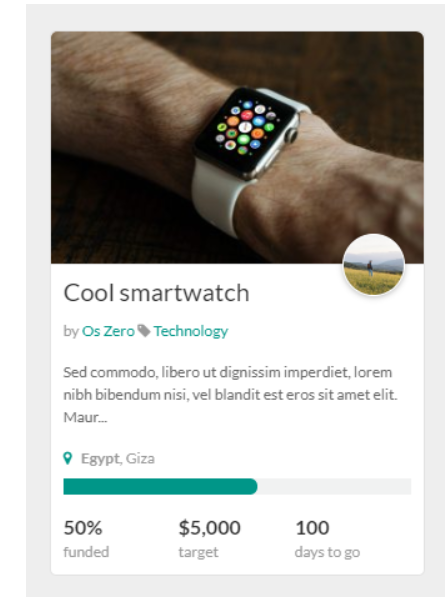 Cool smartwatch
by Os Zero Technology
Sed commodo, libero ut dignissim imperdiet, lorem
nibh bibendum nisi, vel blandit est eros sit amet elit.
Maur...
Egypt, Giza
50% $5,000 100
funded target days to go